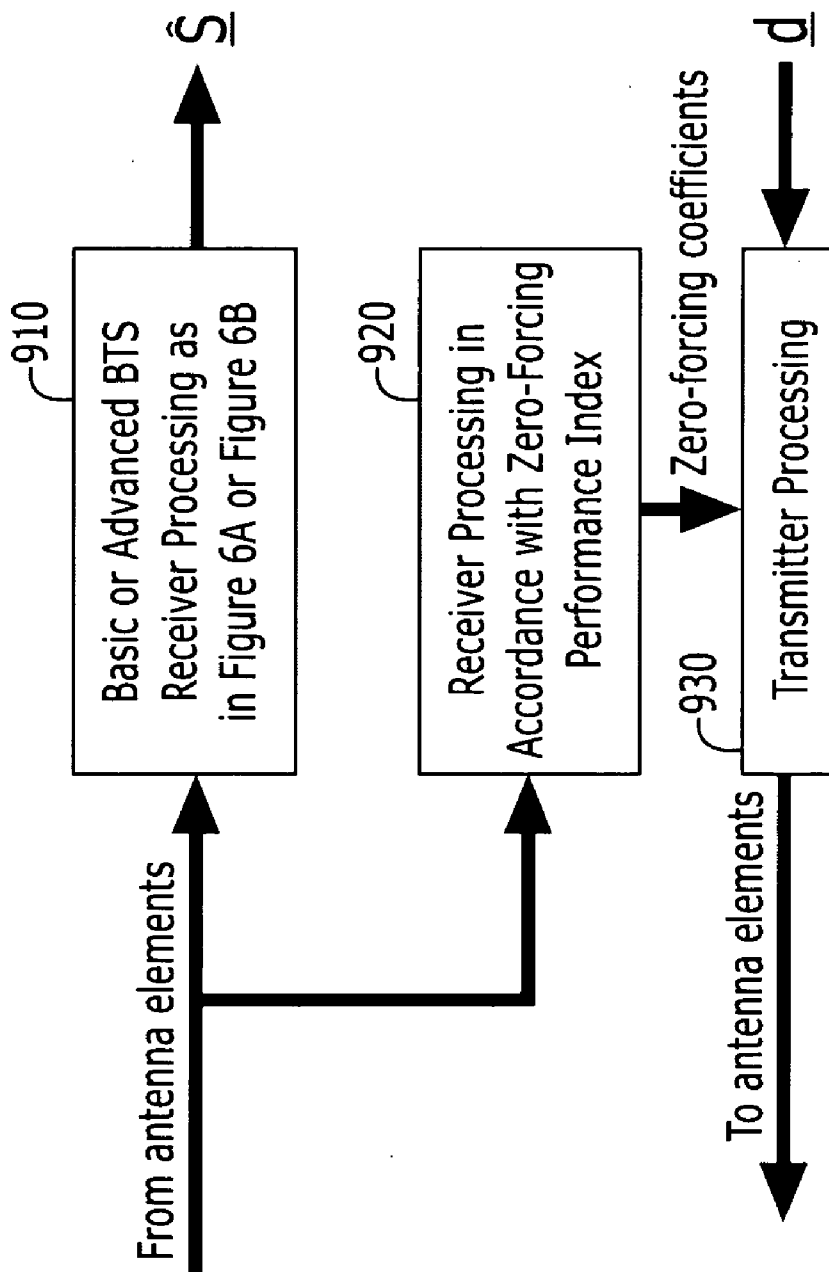 From antenna elements
910
Basic or Advanced BTS
Receiver Processing as
in Figure 6A or Figure 6B
Ŝ
920
Receiver Processing in
Accordance with Zero-Forcing
Performance Index
Zero-forcing coefficients
930
Transmitter Processing
d
To antenna elements